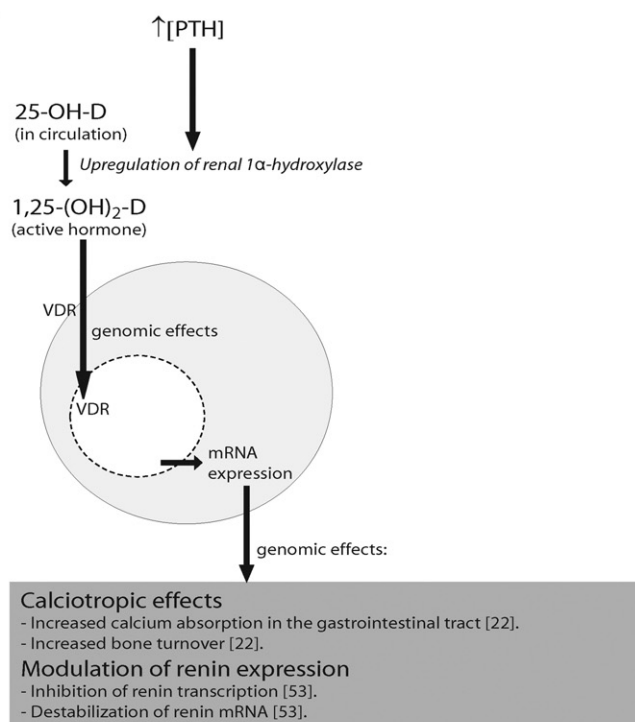 ↑[PTH]
25-OH-D
(in circulation)
Upregulation of renal 1α-hydroxylase
1,25-(OH)₂-D
(active hormone)
VDR
genomic effects
VDR
mRNA
expression
genomic effects:
Calciotropic effects
- Increased calcium absorption in the gastrointestinal tract [22].
- Increased bone turnover [22].
Modulation of renin expression
- Inhibition of renin transcription [53].
- Destabilization of renin mRNA [53].